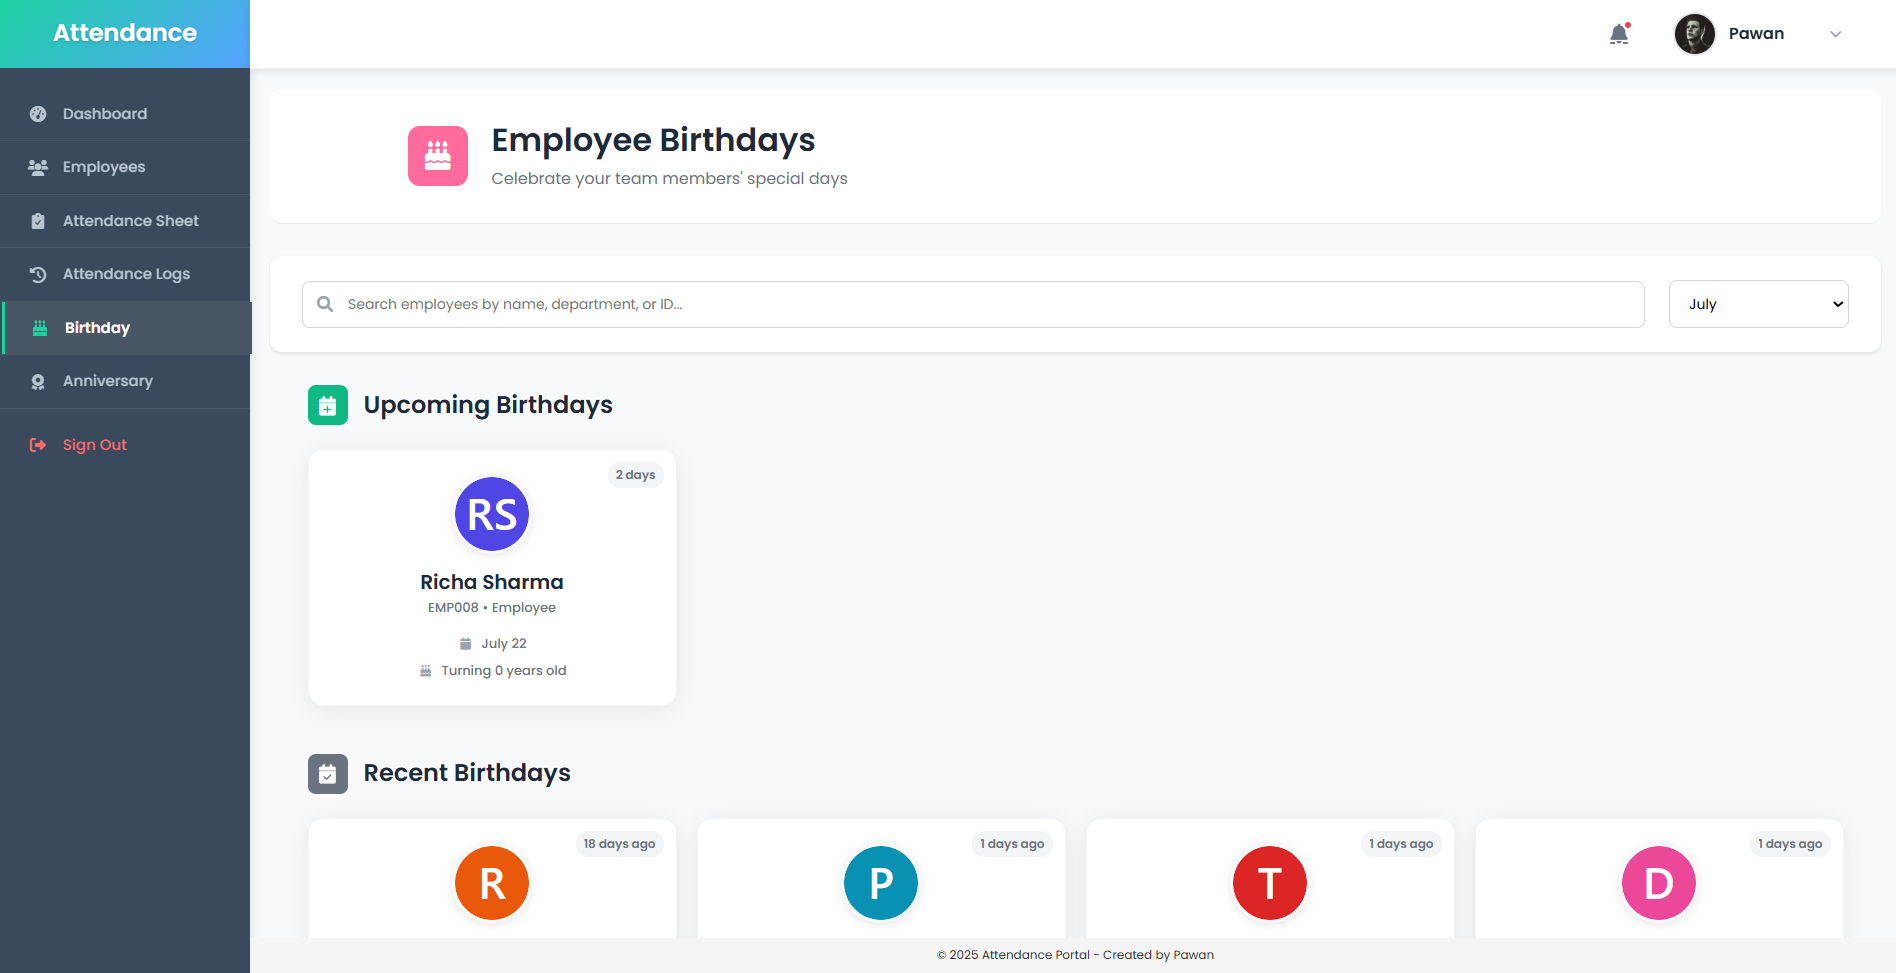 Attendance
Pawan
Dashboard
Employees
Attendance Sheet
Attendance Logs
Birthday
Anniversary
Sign Out
Employee Birthdays
Celebrate your team members' special days
Search employees by name, department, or ID...
July
Upcoming Birthdays
2 days
RS
Richa Sharma
EMP008 • Employee
July 22
Turning 0 years old
Recent Birthdays
18 days ago
R
1 days ago
P
1 days ago
T
1 days ago
D
© 2025 Attendance Portal - Created by Pawan